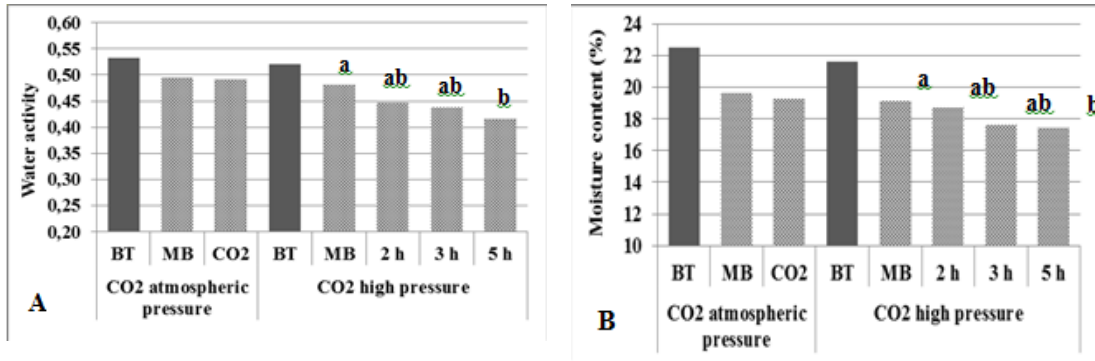 Water activity
0,60
0,55
0,50
0,45
0,40
0,35
0,30
0,25
0,20
a
ab
ab
b
BT MB CO2 BT MB 2 h 3 h 5 h
CO2 atmospheric pressure
CO2 high pressure
A
Moisture content (%)
24
22
20
18
16
14
12
10
a
ab
ab
b
BT MB CO2 BT MB 2 h 3 h 5 h
CO2 atmospheric pressure
CO2 high pressure
B